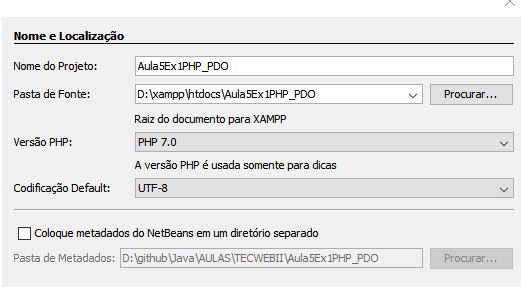 Nome e Localização
Nome do Projeto: Aula5Ex1PHP_PDO
Pasta de Fonte: D:\xampp\htdocs\Aula5Ex1PHP_PDO Procurar...
Raiz do documento para XAMPP
Versão PHP: PHP 7.0
A versão PHP é usada somente para dicas
Codificação Default: UTF-8
Coloque metadados do NetBeans em um diretório separado
Pasta de Metadados: D:\github\Java\AULAS\TECWEBII\Aula5Ex1PHP_PDO Procurar...